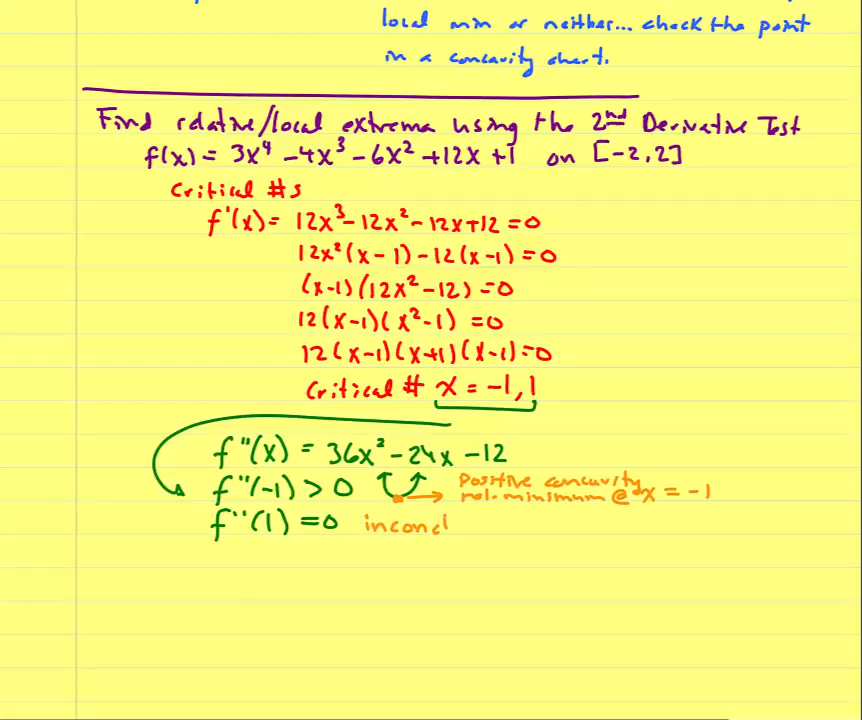 local min or neither... check the point
in a concavity chart.
Find relative/local extrema using the 2nd Derivative Test
f(x) = 3x⁴ - 4x³ - 6x² + 12x + 1 on [-2, 2]
Critical #s
f'(x) = 12x³ - 12x² - 12x + 12 = 0
12x²(x - 1) - 12(x - 1) = 0
(x-1)(12x² - 12) = 0
12(x-1)(x² - 1) = 0
12(x-1)(x+1)(x-1) = 0
Critical # x = -1, 1
f''(x) = 36x² - 24x - 12
f''(-1) > 0 Positive concavity
rel. minimum @ x = -1
f''(1) = 0 inconcl